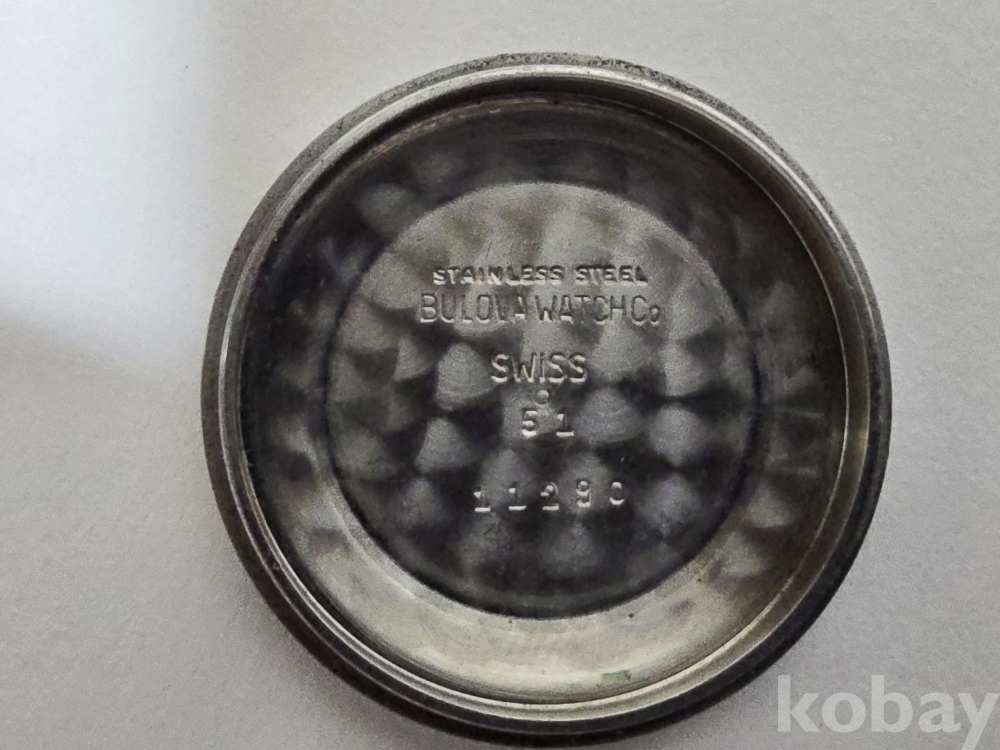 STAINLESS STEEL
BULOVA WATCH Co
SWISS
51
11290
kobay